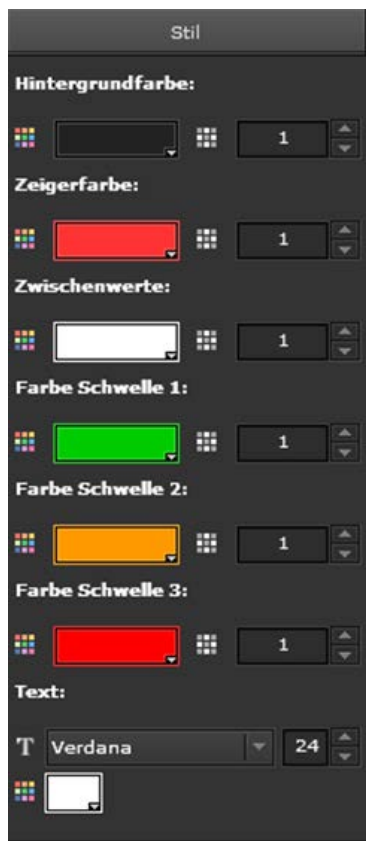 Stil
Hintergrundfarbe:
1
Zeigerfarbe:
1
Zwischenwerte:
1
Farbe Schwelle 1:
1
Farbe Schwelle 2:
1
Farbe Schwelle 3:
1
Text:
T Verdana 24